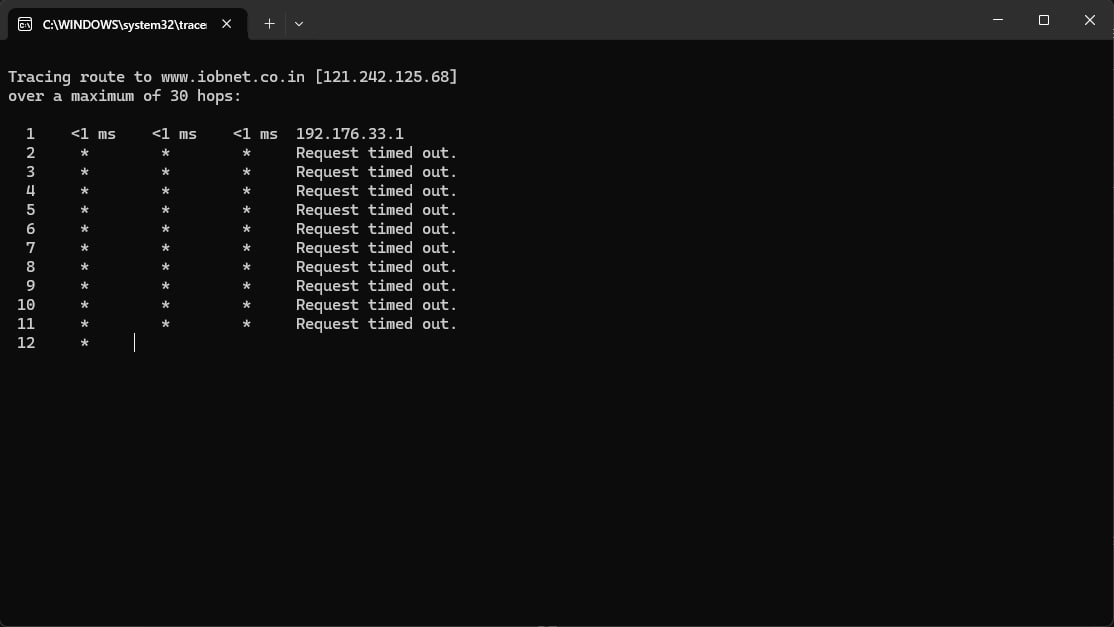 C:\WINDOWS\system32\trace
Tracing route to www.iobnet.co.in [121.242.125.68]
over a maximum of 30 hops:
1 <1 ms <1 ms <1 ms 192.176.33.1
2 * * * Request timed out.
3 * * * Request timed out.
4 * * * Request timed out.
5 * * * Request timed out.
6 * * * Request timed out.
7 * * * Request timed out.
8 * * * Request timed out.
9 * * * Request timed out.
10 * * * Request timed out.
11 * * * Request timed out.
12 *